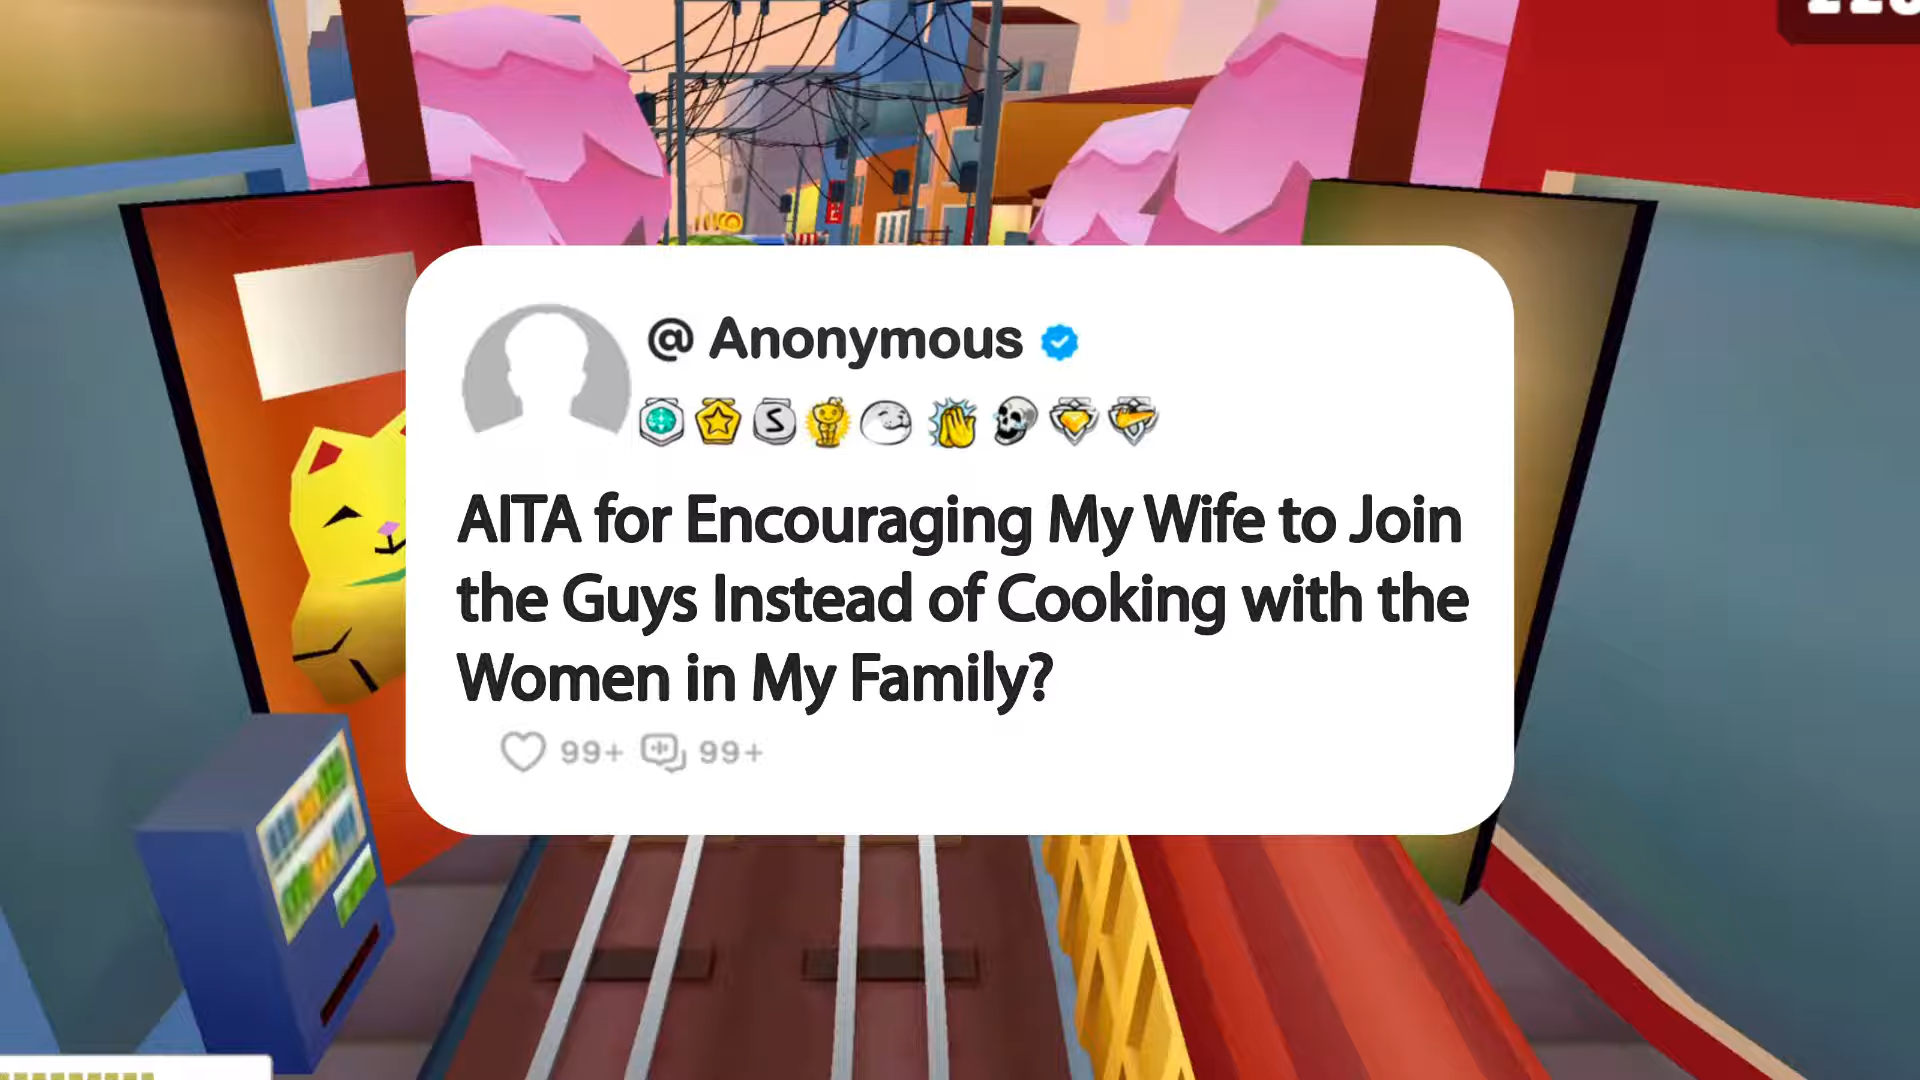 @ Anonymous
AITA for Encouraging My Wife to Join
the Guys Instead of Cooking with the
Women in My Family?
99+ 99+